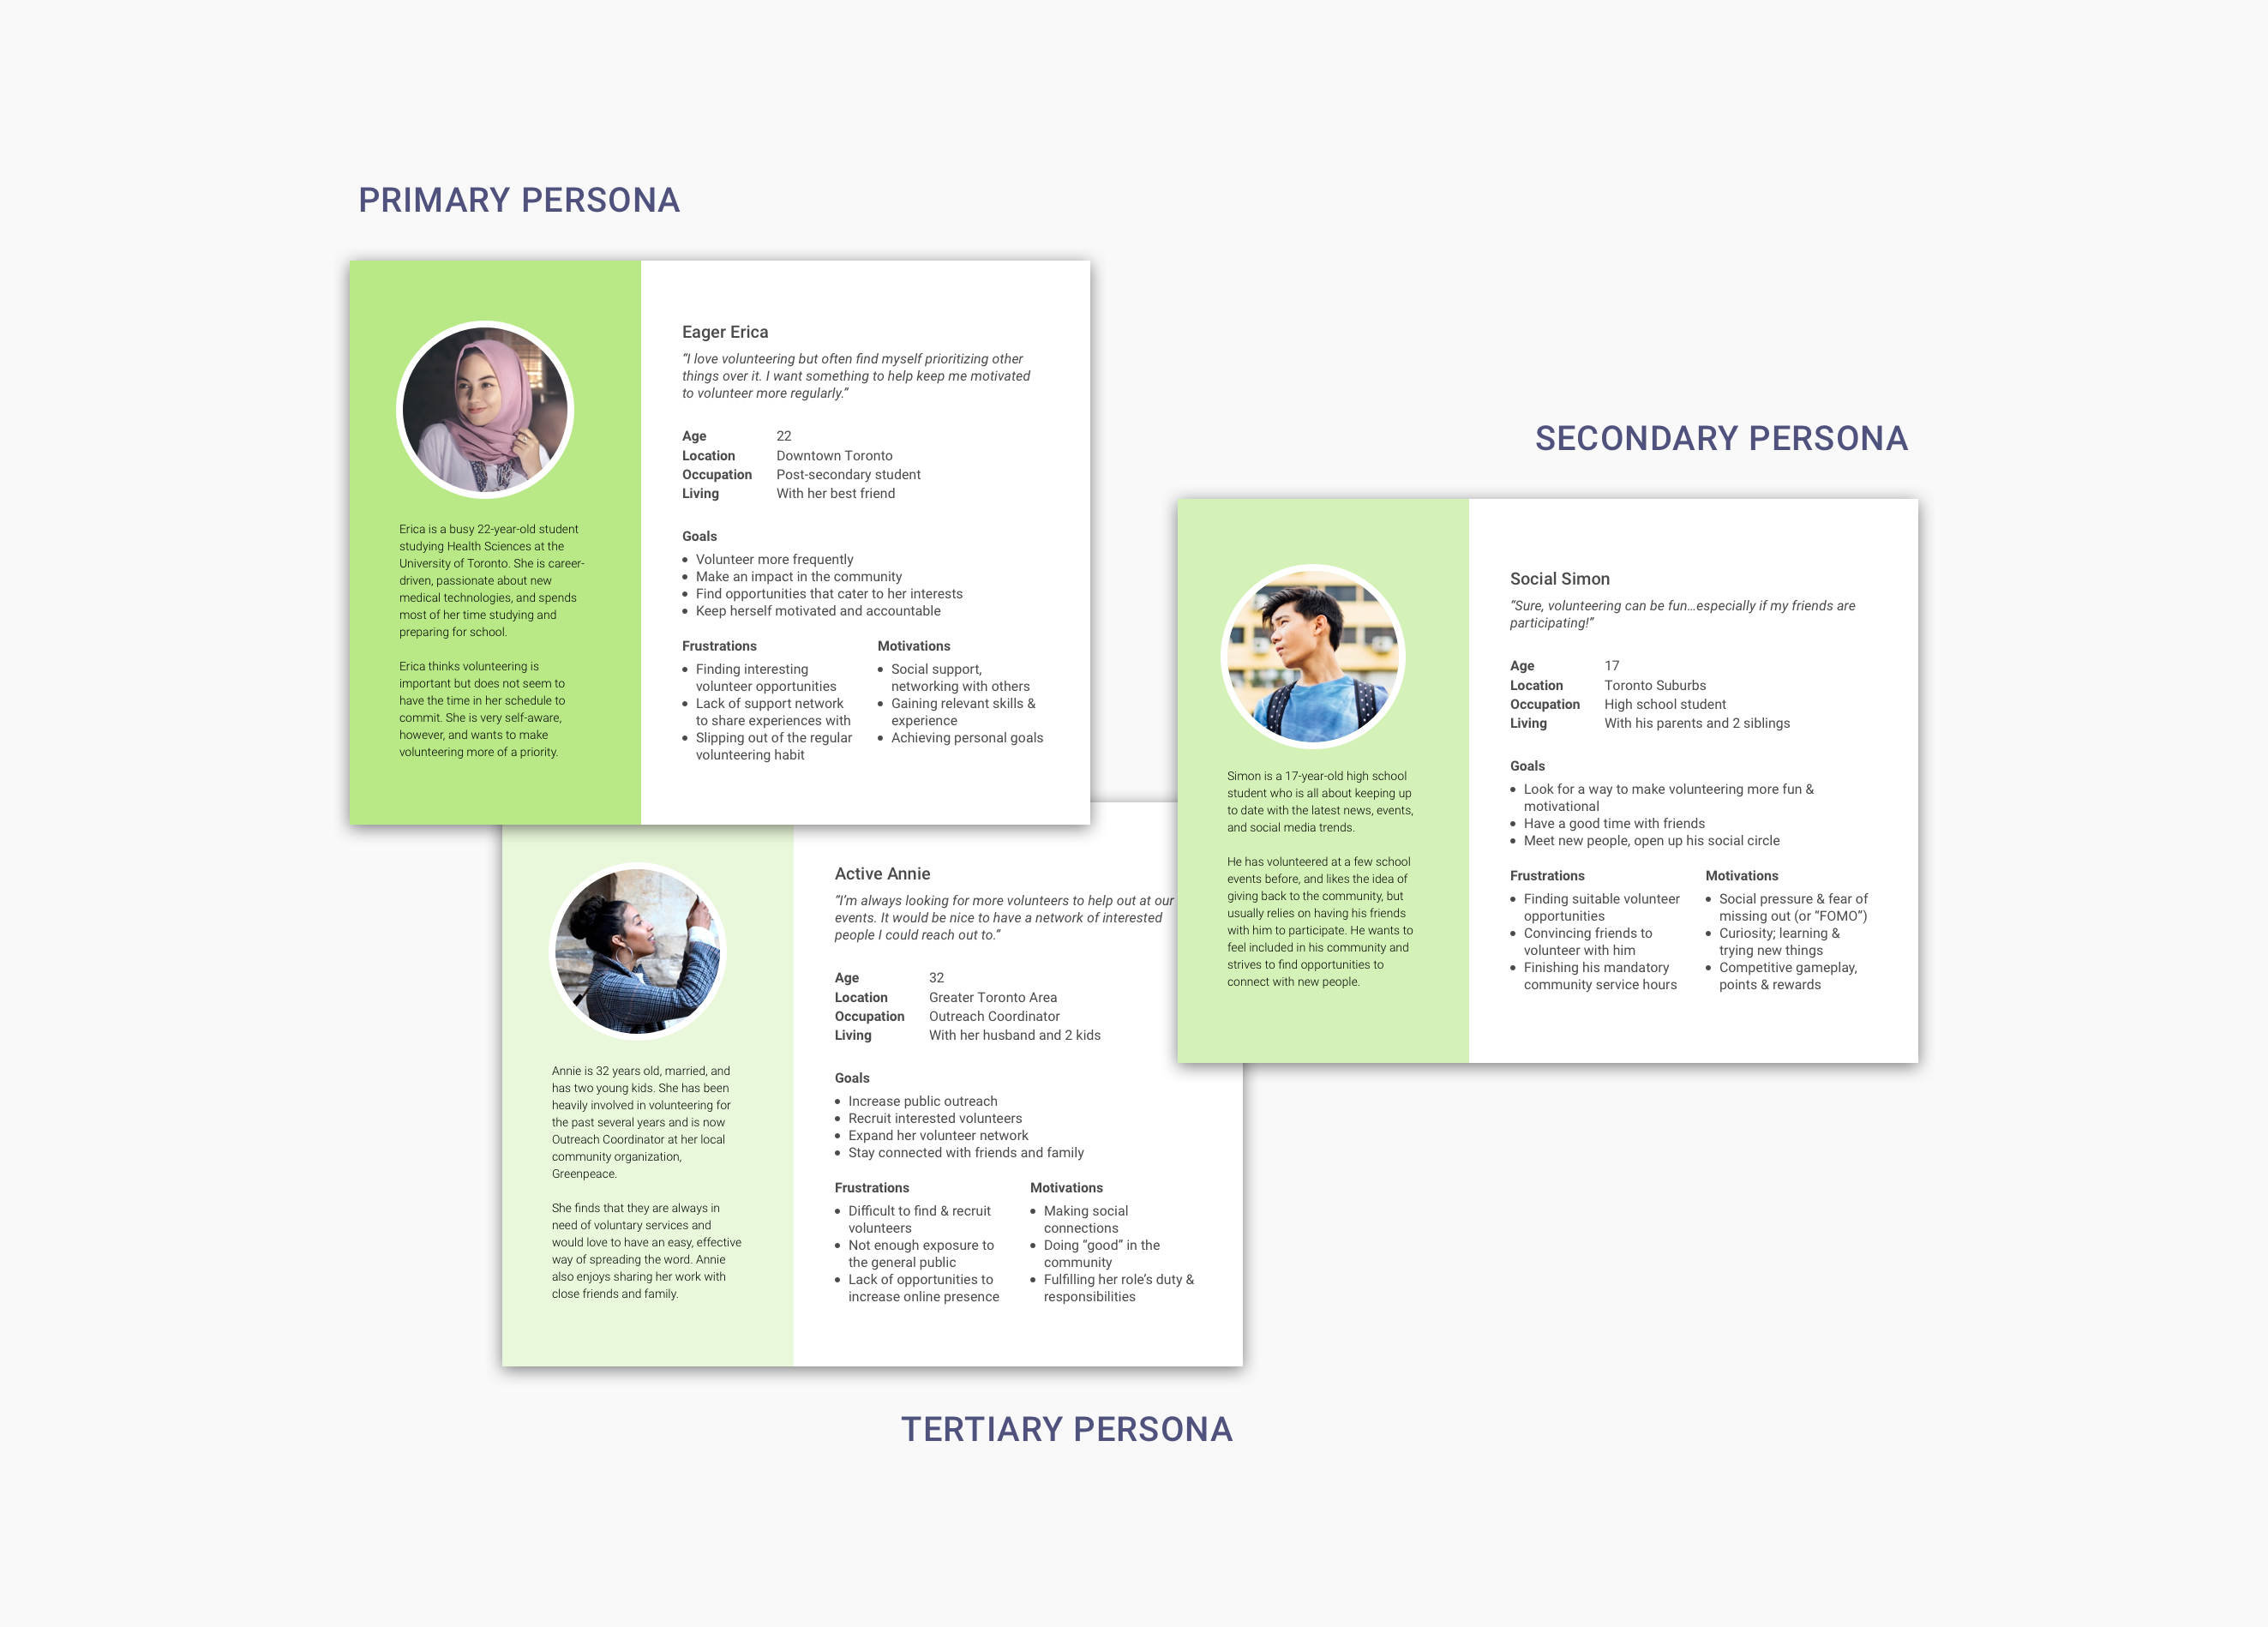 PRIMARY PERSONA
Erica is a busy 22-year-old student
studying Health Sciences at the
University of Toronto. She is career-
driven, passionate about new
medical technologies, and spends
most of her time studying and
preparing for school.
Erica thinks volunteering is
important but does not seem to
have the time in her schedule to
commit. She is very self-aware,
however, and wants to make
volunteering more of a priority.
Eager Erica
“I love volunteering but often find myself prioritizing other
things over it. I want something to help keep me motivated
to volunteer more regularly.”
Age 22
Location Downtown Toronto
Occupation Post-secondary student
Living With her best friend
Goals
• Volunteer more frequently
• Make an impact in the community
• Find opportunities that cater to her interests
• Keep herself motivated and accountable
Frustrations
• Finding interesting
volunteer opportunities
• Lack of support network
to share experiences with
• Slipping out of the regular
volunteering habit
Motivations
• Social support,
networking with others
• Gaining relevant skills &
experience
• Achieving personal goals
SECONDARY PERSONA
Simon is a 17-year-old high school
student who is all about keeping up
to date with the latest news, events,
and social media trends.
He has volunteered at a few school
events before, and likes the idea of
giving back to the community, but
usually relies on having his friends
with him to participate. He wants to
feel included in his community and
strives to find opportunities to
connect with new people.
Social Simon
“Sure, volunteering can be fun...especially if my friends are
participating!”
Age 17
Location Toronto Suburbs
Occupation High school student
Living With his parents and 2 siblings
Goals
• Look for a way to make volunteering more fun &
motivational
• Have a good time with friends
• Meet new people, open up his social circle
Frustrations
• Finding suitable volunteer
opportunities
• Convincing friends to
volunteer with him
• Finishing his mandatory
community service hours
Motivations
• Social pressure & fear of
missing out (or “FOMO”)
• Curiosity; learning &
trying new things
• Competitive gameplay,
points & rewards
Annie is 32 years old, married, and
has two young kids. She has been
heavily involved in volunteering for
the past several years and is now
Outreach Coordinator at her local
community organization,
Greenpeace.
She finds that they are always in
need of voluntary services and
would love to have an easy, effective
way of spreading the word. Annie
also enjoys sharing her work with
close friends and family.
Active Annie
“I’m always looking for more volunteers to help out at our
events. It would be nice to have a network of interested
people I could reach out to.”
Age 32
Location Greater Toronto Area
Occupation Outreach Coordinator
Living With her husband and 2 kids
Goals
• Increase public outreach
• Recruit interested volunteers
• Expand her volunteer network
• Stay connected with friends and family
Frustrations
• Difficult to find & recruit
volunteers
• Not enough exposure to
the general public
• Lack of opportunities to
increase online presence
Motivations
• Making social
connections
• Doing “good” in the
community
• Fulfilling her role’s duty &
responsibilities
TERTIARY PERSONA